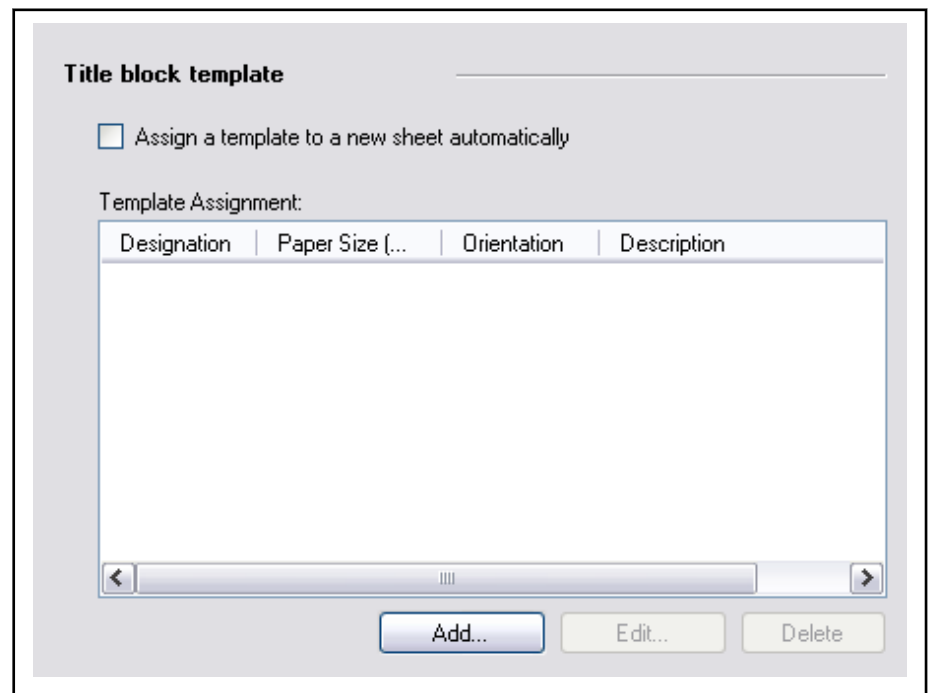 Title block template
Assign a template to a new sheet automatically
Template Assignment:
Designation Paper Size (... Orientation Description
Add... Edit... Delete